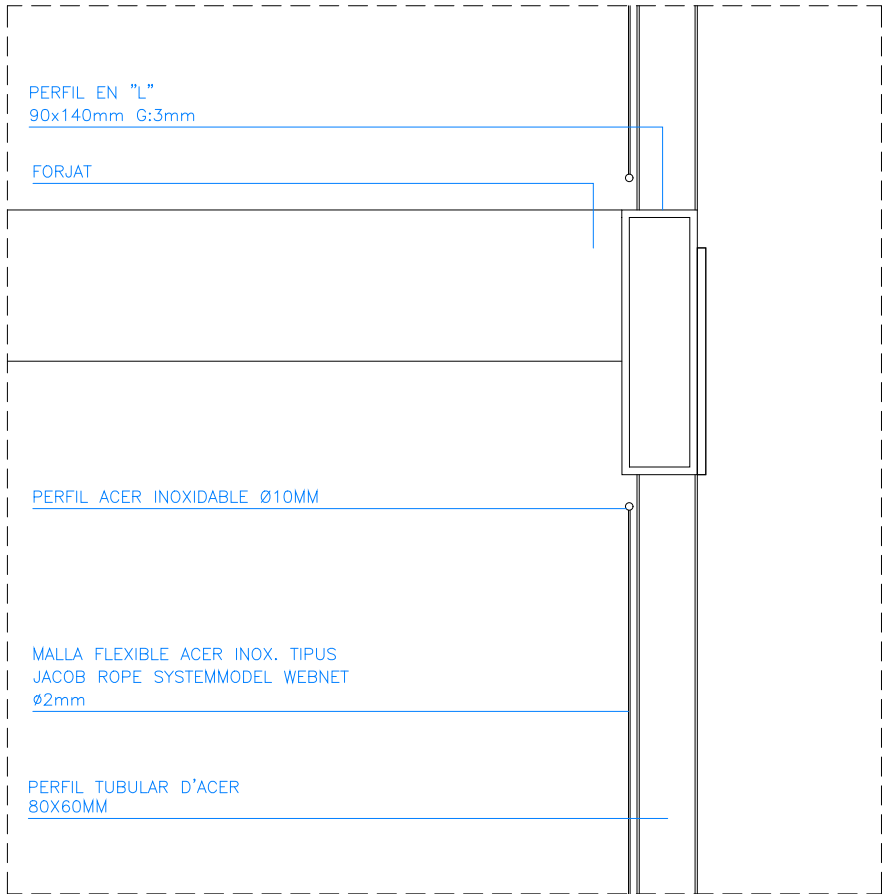 PERFIL EN "L"
90x140mm G:3mm
FORJAT
PERFIL ACER INOXIDABLE Ø10MM
MALLA FLEXIBLE ACER INOX. TIPUS
JACOB ROPE SYSTEMMODEL WEBNET
ø2mm
PERFIL TUBULAR D'ACER
80X60MM